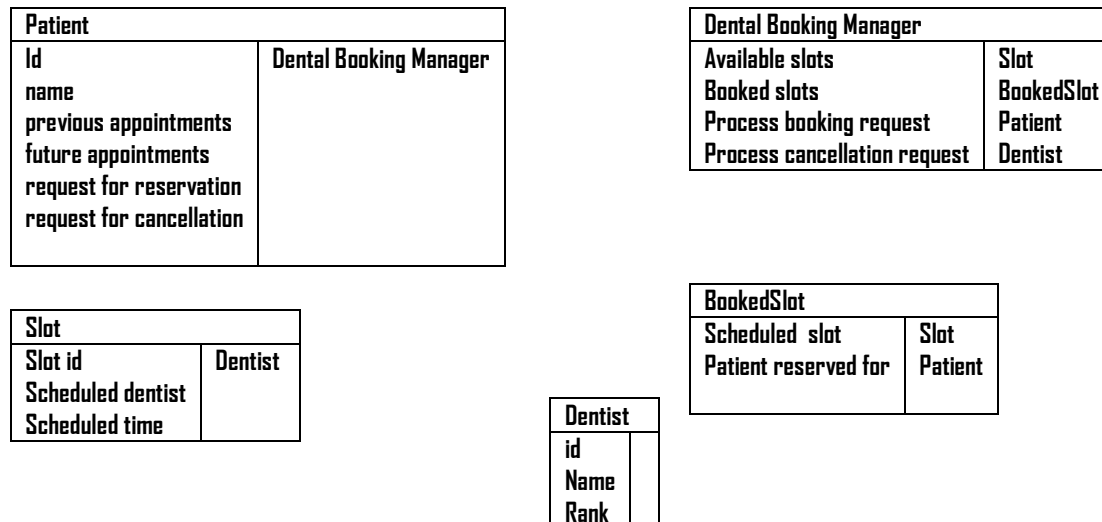 Patient
Id
Dental Booking Manager
name
previous appointments
future appointments
request for reservation
request for cancellation
Dental Booking Manager
Available slots
Slot
Booked slots
BookedSlot
Process booking request
Patient
Process cancellation request
Dentist
Slot
Slot id
Dentist
Scheduled dentist
Scheduled time
BookedSlot
Scheduled slot
Slot
Patient reserved for
Patient
Dentist
id
Name
Rank